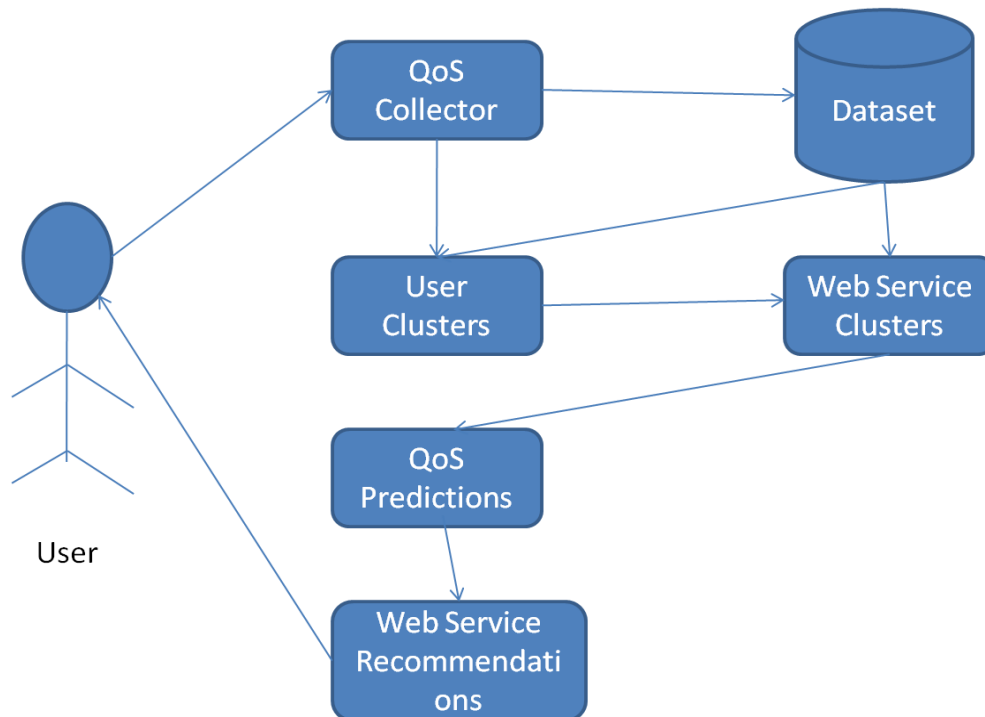 QoS
Collector
Dataset
User
Clusters
Web Service
Clusters
QoS
Predictions
User
Web Service
Recommendati
ons